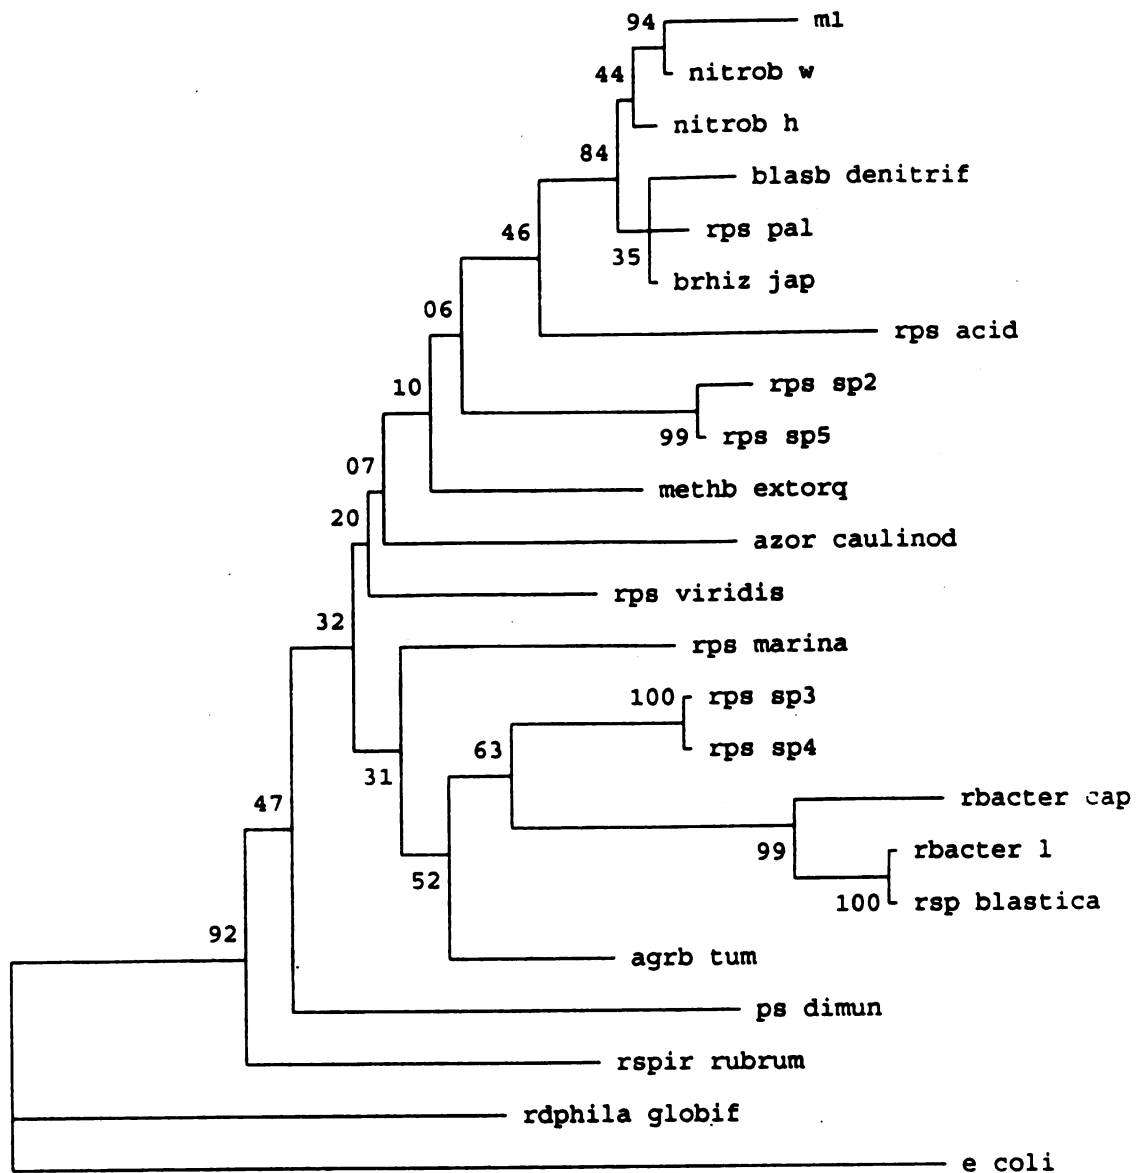 94 m1
nitrob w
44
nitrob h
84
blasb denitrif
rps pal
46
35
brhiz jap
06
rps acid
10
rps sp2
99 rps sp5
07
methb extorq
20
azor caulinod
rps viridis
32
rps marina
100 rps sp3
63
rps sp4
31
47
rbacter cap
99
rbacter l
52
100 rsp blastica
92
agrb tum
ps dimun
rspir rubrum
rdphila globif
e coli